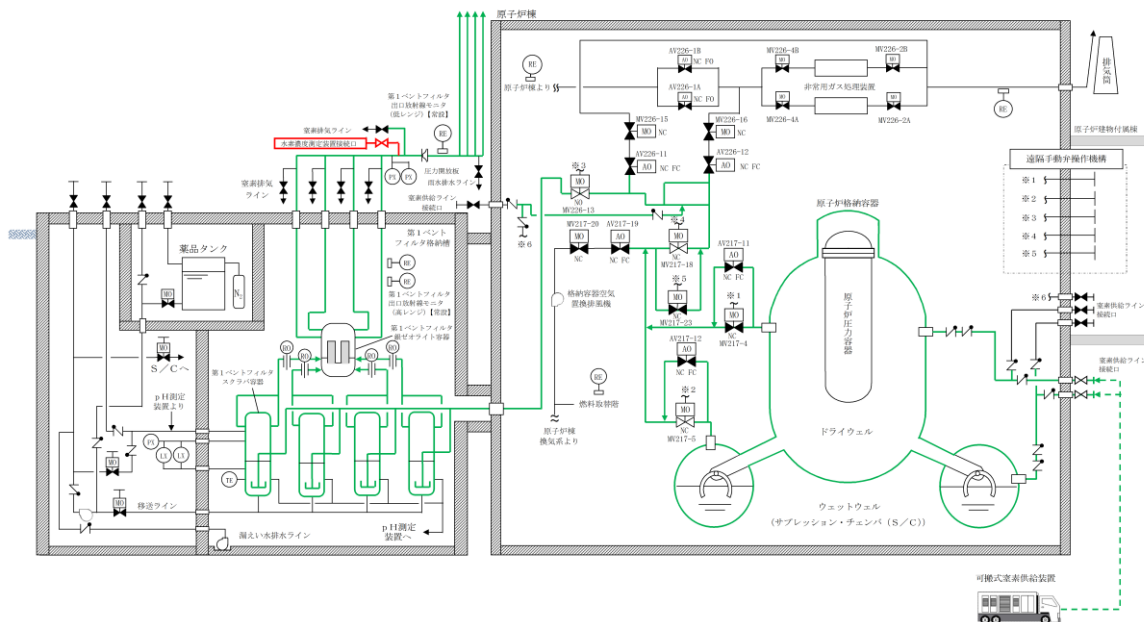 原子炉棟
排気筒
原子炉建物付属棟
RE
原子炉棟より
AV226-1B
AO
NC FO
AV226-1A
AO
NC FO
MV226-4B
MO
MV226-2B
MO
非常用ガス処理装置
MO
MV226-4A
MO
MV226-2A
RE
MV226-15
MO
NC
MV226-16
MO
NC
AV226-11
AO
NC FC
AV226-12
AO
NC FC
第1ベントフィルタ
出口放射線モニタ
(低レンジ)【常設】
RE
窒素排気ライン
水素濃度測定装置接続口
PI
PX
圧力開放板
雨水排水ライン
窒素排気
ライン
窒素供給ライン
接続口
※6
※3
MO
NO
MV226-13
MV217-20
MO
NC
AV217-19
AO
NC FC
※4
MO
NC
MV217-18
※5
MO
NC
MV217-23
AV217-11
AO
NC FC
※1
MO
NC
MV217-4
AV217-12
AO
NC FC
※2
MO
NC
MV217-5
格納容器空気
置換排風機
RE
燃料取替階
原子炉棟
換気系より
原子炉格納容器
原子炉圧力容器
ドライウェル
ウェットウェル
(サプレッション・チェンバ(S/C))
遠隔手動弁操作機構
※1
※2
※3
※4
※5
※6
窒素供給ライン
接続口
窒素供給ライン
接続口
可搬式窒素供給装置
薬品タンク
MO
N2
第1ベント
フィルタ格納槽
RE
RE
第1ベントフィルタ
出口放射線モニタ
(高レンジ)【常設】
第1ベントフィルタ
銀ゼオライト容器
RO
RO
RO
RO
MO
S/Cへ
第1ベントフィルタ
スクラバ容器
pH測定
装置より
PX
LX
LX
TE
MO
MO
移送ライン
漏えい水排水ライン
pH測定
装置へ